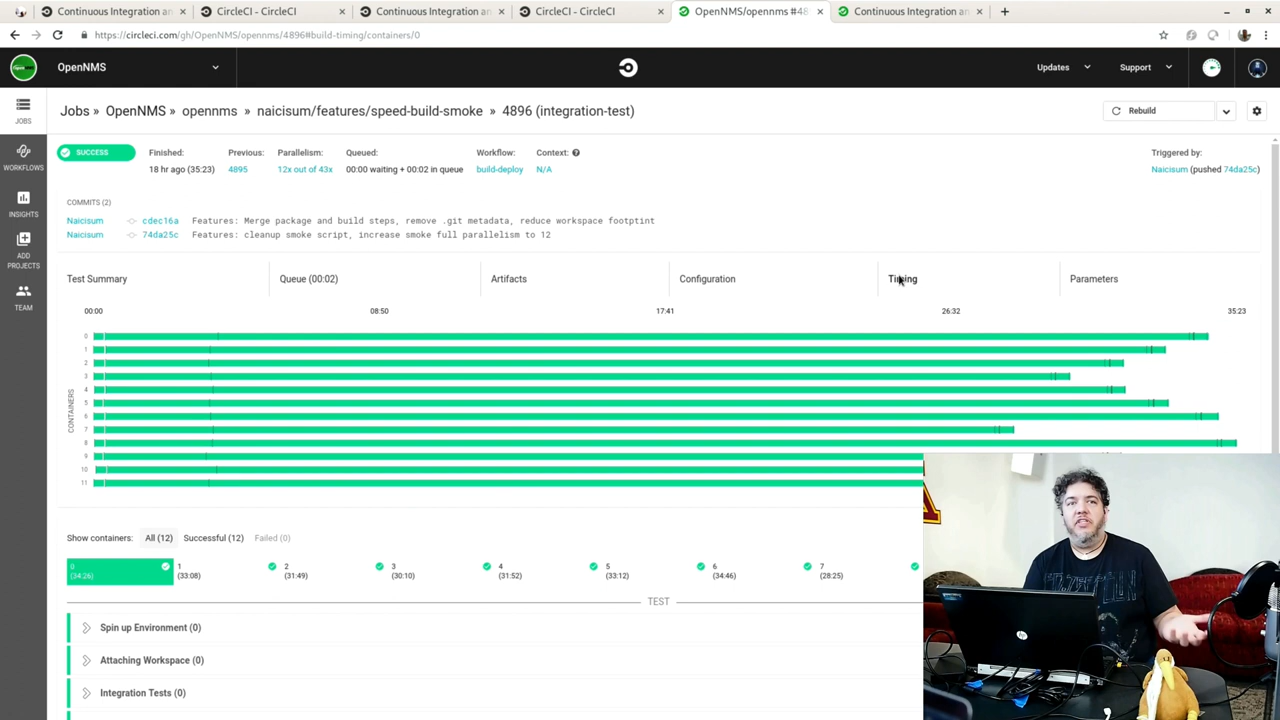 Continuous Integration an
CircleCI - CircleCI
Continuous Integration an
CircleCI - CircleCI
OpenNMS/opennms #48
Continuous Integration an
https://circleci.com/gh/OpenNMS/opennms/4896#build-timing/containers/0
OpenNMS
Updates
Support
JOBS
WORKFLOWS
INSIGHTS
ADD
PROJECTS
TEAM
Jobs » OpenNMS » opennms » naicisum/features/speed-build-smoke » 4896 (integration-test)
Rebuild
SUCCESS
Finished:
18 hr ago (35:23)
Previous:
4895
Parallelism:
12x out of 43x
Queued:
00:00 waiting + 00:02 in queue
Workflow:
build-deploy
Context:
N/A
Triggered by:
Naicisum (pushed 74da25c)
COMMITS (2)
Naicisum cdec16a Features: Merge package and build steps, remove .git metadata, reduce workspace footptint
Naicisum 74da25c Features: cleanup smoke script, increase smoke full parallelism to 12
Test Summary
Queue (00:02)
Artifacts
Configuration
Timing
Parameters
00:00
08:50
17:41
26:32
35:23
CONTAINERS
0
1
2
3
4
5
6
7
8
9
10
11
Show containers: All (12) Successful (12) Failed (0)
0
(34:26)
1
(33:08)
2
(31:49)
3
(30:10)
4
(31:52)
5
(33:12)
6
(34:46)
7
(28:25)
TEST
Spin up Environment (0)
Attaching Workspace (0)
Integration Tests (0)